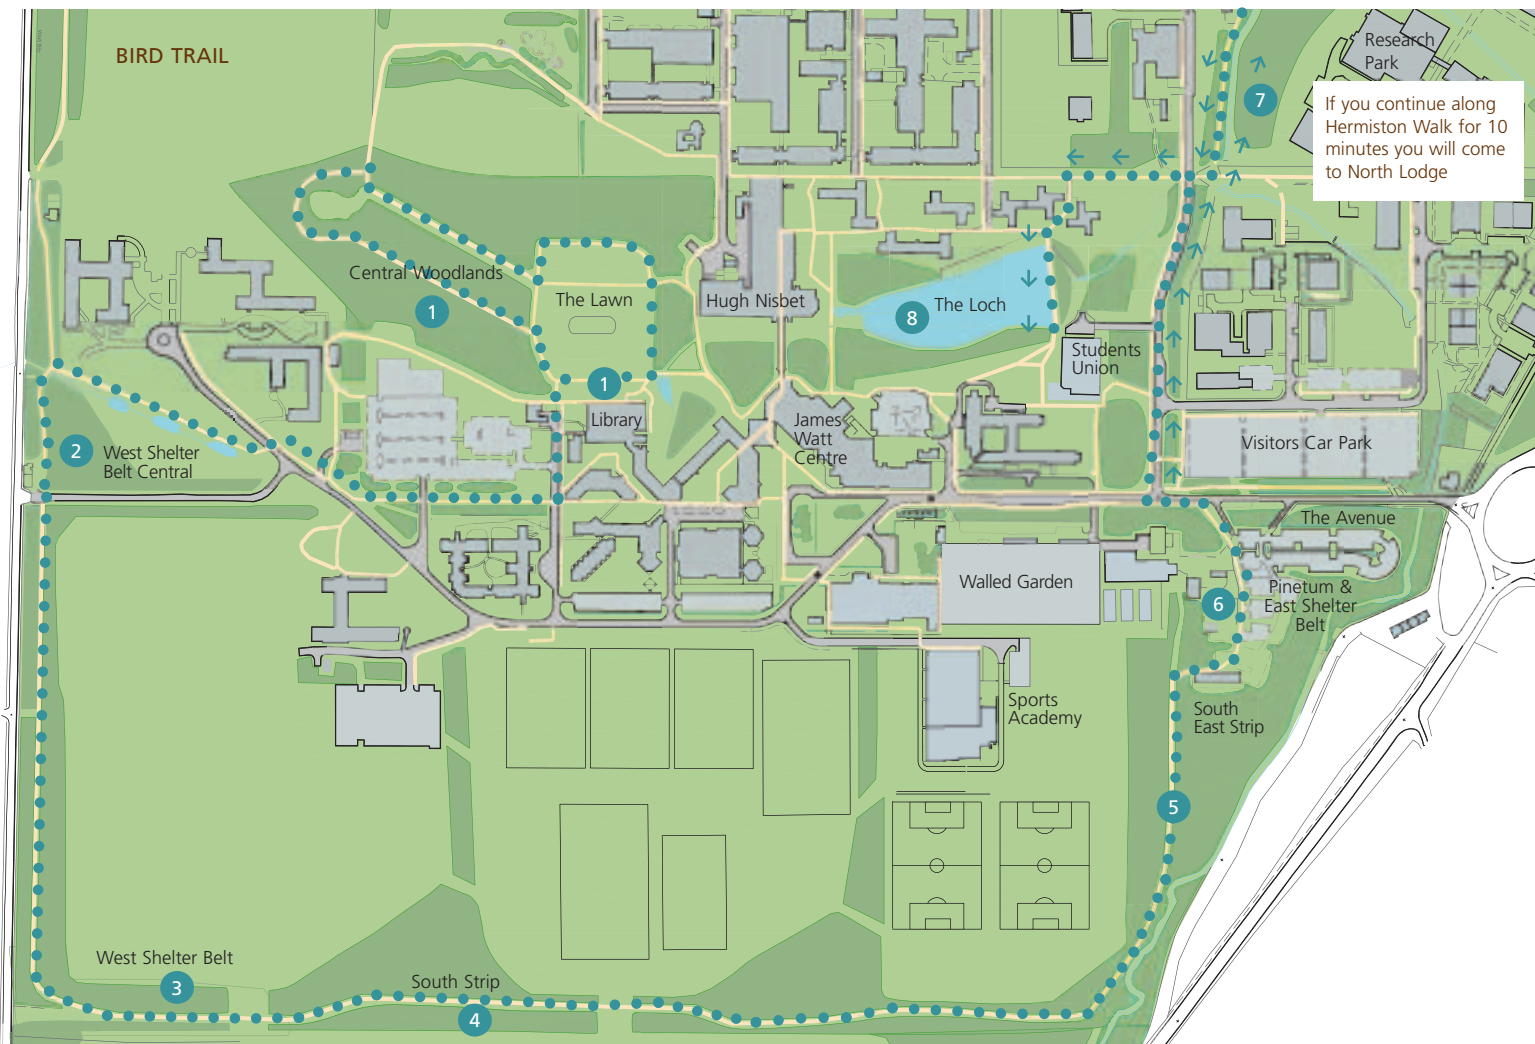 BIRD TRAIL
Research
Park
7
If you continue along
Hermiston Walk for 10
minutes you will come
to North Lodge
Central Woodlands
1
The Lawn
Hugh Nisbet
8
The Loch
Students
Union
1
Library
James
Watt
Centre
Visitors Car Park
2
West Shelter
Belt Central
The Avenue
Walled Garden
6
Pinetum &
East Shelter
Belt
Sports
Academy
South
East Strip
5
West Shelter Belt
3
South Strip
4